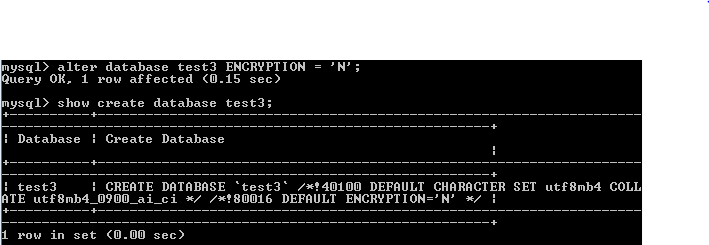 mysql> alter database test3 ENCRYPTION = 'N';
Query OK, 1 row affected (0.15 sec)
mysql> show create database test3;
+----------+--------------------------------------------------------------------
-------------------------------------------------------------+
| Database | Create Database
                                                             |
+----------+--------------------------------------------------------------------
-------------------------------------------------------------+
| test3    | CREATE DATABASE `test3` /*!40100 DEFAULT CHARACTER SET utf8mb4 COLL
ATE utf8mb4_0900_ai_ci */ /*!80016 DEFAULT ENCRYPTION='N' */ |
+----------+--------------------------------------------------------------------
-------------------------------------------------------------+
1 row in set (0.00 sec)